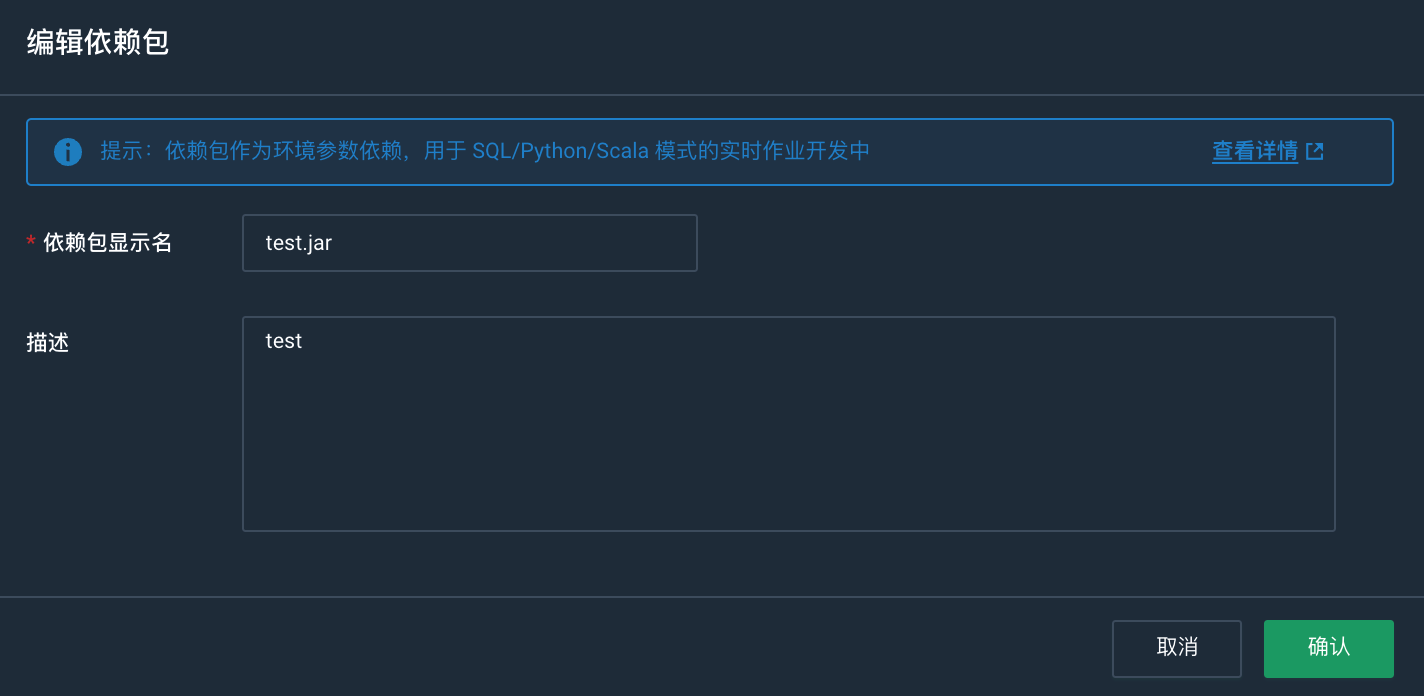 编辑依赖包
提示：依赖包作为环境参数依赖，用于 SQL/Python/Scala 模式的实时作业开发中 查看详情
* 依赖包显示名 test.jar
描述 test
取消 确认